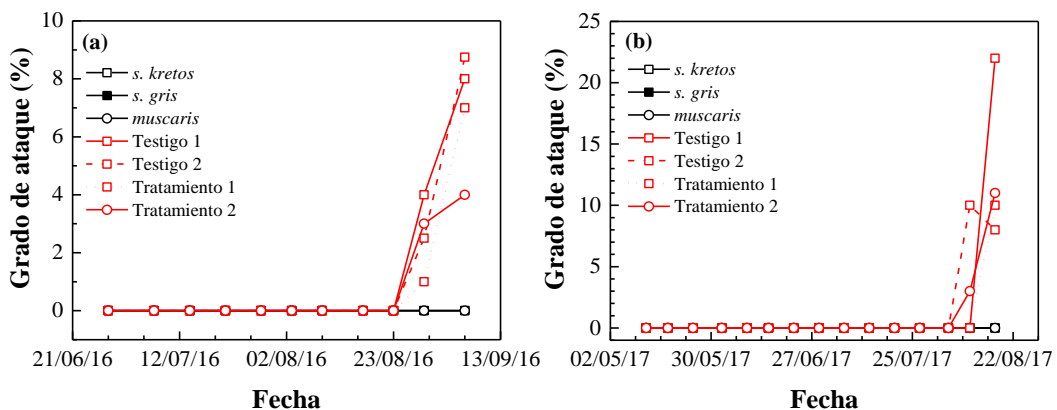 (a)
Grado de ataque (%)
10
8
6
4
2
0
s. kretos
s. gris
muscaris
Testigo 1
Testigo 2
Tratamiento 1
Tratamiento 2
21/06/16
12/07/16
02/08/16
23/08/16
13/09/16
Fecha
(b)
Grado de ataque (%)
25
20
15
10
5
0
s. kretos
s. gris
muscaris
Testigo 1
Testigo 2
Tratamiento 1
Tratamiento 2
02/05/17
30/05/17
27/06/17
25/07/17
22/08/17
Fecha